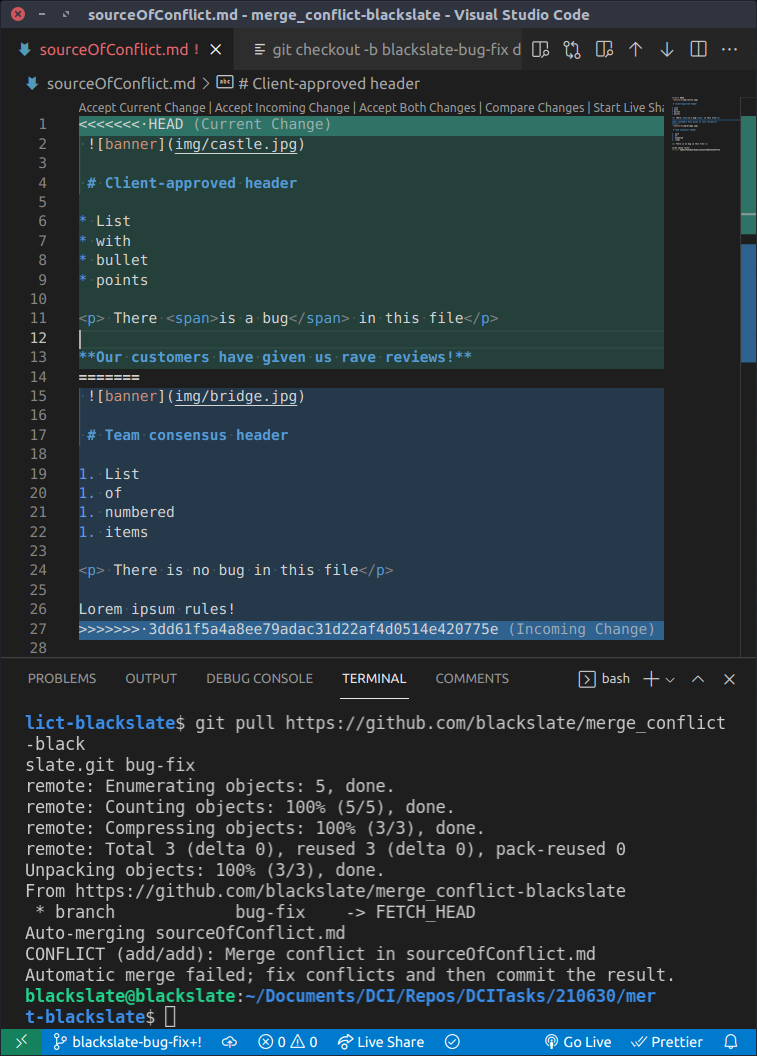 sourceOfConflict.md - merge_conflict-blackslate - Visual Studio Code
sourceOfConflict.md ! git checkout -b blackslate-bug-fix d
sourceOfConflict.md > # Client-approved header
Accept Current Change | Accept Incoming Change | Accept Both Changes | Compare Changes | Start Live Sha
1 <<<<<<< HEAD (Current Change)
2 ![banner](img/castle.jpg)
3
4 # Client-approved header
5
6 * List
7 * with
8 * bullet
9 * points
10
11 <p> There <span>is a bug</span> in this file</p>
12
13 **Our customers have given us rave reviews!**
14 =======
15 ![banner](img/bridge.jpg)
16
17 # Team consensus header
18
19 1. List
20 1. of
21 1. numbered
22 1. items
23
24 <p> There is no bug in this file</p>
25
26 Lorem ipsum rules!
27 >>>>>>> 3dd61f5a4a8ee79adac31d22af4d0514e420775e (Incoming Change)
28
PROBLEMS OUTPUT DEBUG CONSOLE TERMINAL COMMENTS bash
lict-blackslate$ git pull https://github.com/blackslate/merge_conflict
-black
slate.git bug-fix
remote: Enumerating objects: 5, done.
remote: Counting objects: 100% (5/5), done.
remote: Compressing objects: 100% (3/3), done.
remote: Total 3 (delta 0), reused 3 (delta 0), pack-reused 0
Unpacking objects: 100% (3/3), done.
From https://github.com/blackslate/merge_conflict-blackslate
 * branch            bug-fix    -> FETCH_HEAD
Auto-merging sourceOfConflict.md
CONFLICT (add/add): Merge conflict in sourceOfConflict.md
Automatic merge failed; fix conflicts and then commit the result.
blackslate@blackslate:~/Documents/DCI/Repos/DCITasks/210630/mer
t-blackslate$
blackslate-bug-fix+! 0 0 Live Share Go Live Prettier